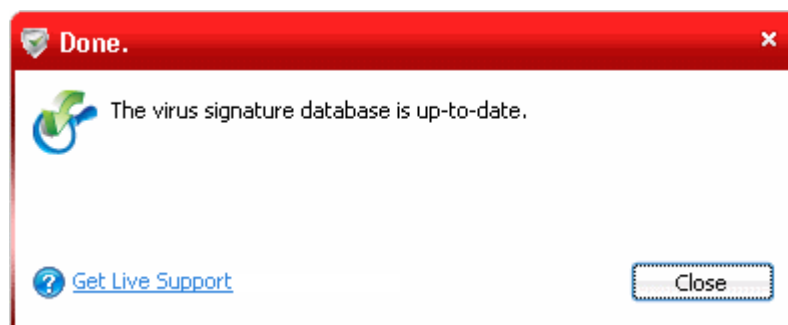 Done.
The virus signature database is up-to-date.
Get Live Support
Close